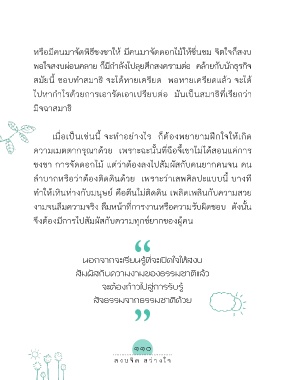 หรือมีคนมาจัดพิธีชงชาให้ มีคนมาจัดดอกไม้ให้ชื่นชม จิตใจก็สงบ
พอใจสงบผ่อนคลาย ก็มีกำลังไปลุยศึกสงครามต่อ คล้ายกับนักธุรกิจ
สมัยนี้ ชอบทำสมาธิ จะได้หายเครียด พอหายเครียดแล้ว จะได้
ไปหากำไรด้วยการเอารัดเอาเปรียบต่อ มันเป็นสมาธิที่เรียกว่า
มิจฉาสมาธิ
เมื่อเป็นเช่นนี้ จะทำอย่างไร ก็ต้องพยายามฝึกใจให้เกิด
ความเมตตากรุณาด้วย เพราะฉะนั้นที่ฉือจี้เขาไม่ได้สอนแค่การ
ชงชา การจัดดอกไม้ แต่ว่าต้องลงไปสัมผัสกับคนยากคนจน คน
ลำบากหรือว่าต้องติดดินด้วย เพราะว่าเสพศิลปะแบบนี้ บางที
ทำให้เหินห่างกับมนุษย์ คือตีนไม่ติดดิน เพลิดเพลินกับความสวย
งามจนลืมความจริง ลืมหน้าที่การงานหรือความรับผิดชอบ ดังนั้น
จึงต้องมีการไปสัมผัสกับความทุกข์ยากของผู้คน
“
นอกจากจะเรียนรู้ที่จะเปิดใจให้สงบ
สัมผัสกับความงามของธรรมชาติแล้ว
จะต้องก้าวไปสู่การรับรู้
สัจธรรมจากธรรมชาติด้วย
”
๑๑๐
สงบจิต สว่างใจ